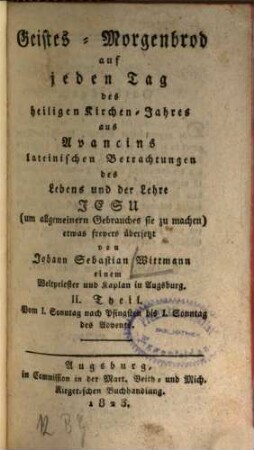 Geistes = Morgenbrod
auf
jeden Tag
des
heiligen Kirchen=Jahres
aus
Avancins
lateinischen Betrachtungen
des
Lebens und der Lehre
JESU
(um allgemeinern Gebrauches sie zu machen)
etwas freyers übersetzt
von
Johann Sebastian Wittmann
einem
Weltpriester und Kaplan in Augsburg.
II. Theil.
Vom 1. Sonntag nach Pfingsten bis 1. Sonntag
des Advents.
Augsburg,
in Commission in der Mart. Veith= und Mich.
Rieger.schen Buchhandlung.
1823.